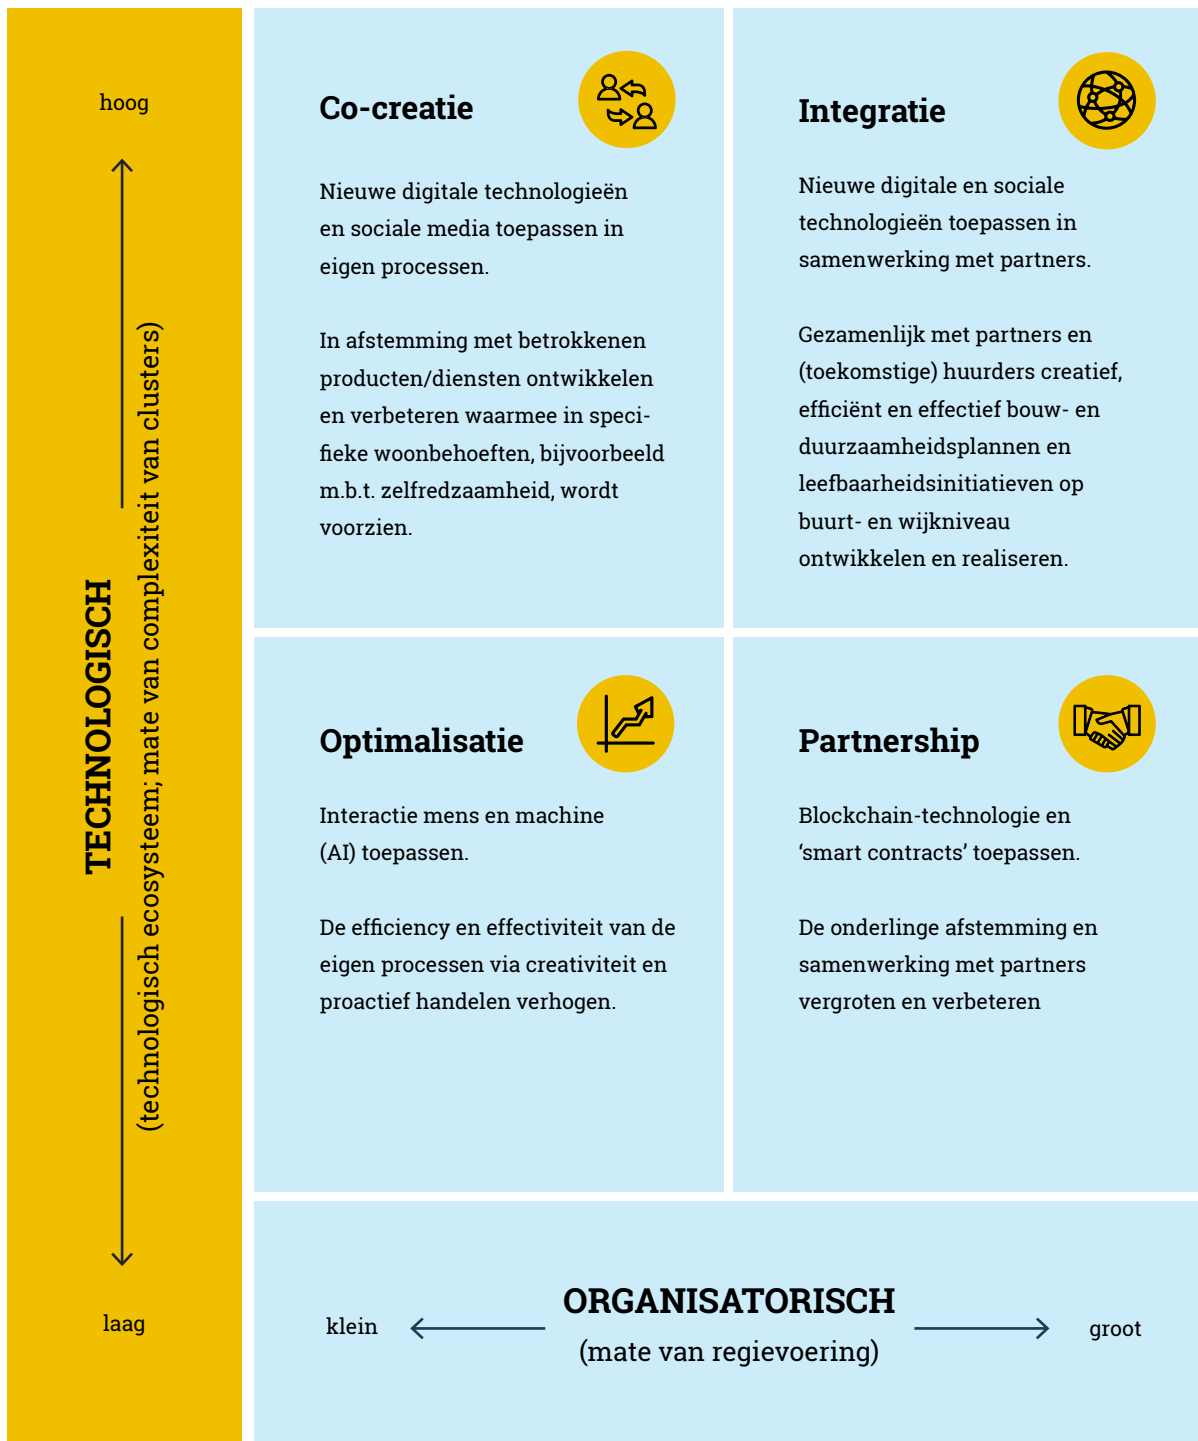 hoog
TECHNOLOGISCH
(technologisch ecosysteem; mate van complexiteit van clusters)
laag
Co-creatie
Nieuwe digitale technologieën
en sociale media toepassen in
eigen processen.
In afstemming met betrokkenen
producten/diensten ontwikkelen
en verbeteren waarmee in speci-
fieke woonbehoeften, bijvoorbeeld
m.b.t. zelfredzaamheid, wordt
voorzien.
Integratie
Nieuwe digitale en sociale
technologieën toepassen in
samenwerking met partners.
Gezamenlijk met partners en
(toekomstige) huurders creatief,
efficiënt en effectief bouw- en
duurzaamheidsplannen en
leefbaarheidsinitiatieven op
buurt- en wijkniveau
ontwikkelen en realiseren.
Optimalisatie
Interactie mens en machine
(AI) toepassen.
De efficiency en effectiviteit van de
eigen processen via creativiteit en
proactief handelen verhogen.
Partnership
Blockchain-technologie en
‘smart contracts’ toepassen.
De onderlinge afstemming en
samenwerking met partners
vergroten en verbeteren
klein
ORGANISATORISCH
(mate van regievoering)
groot